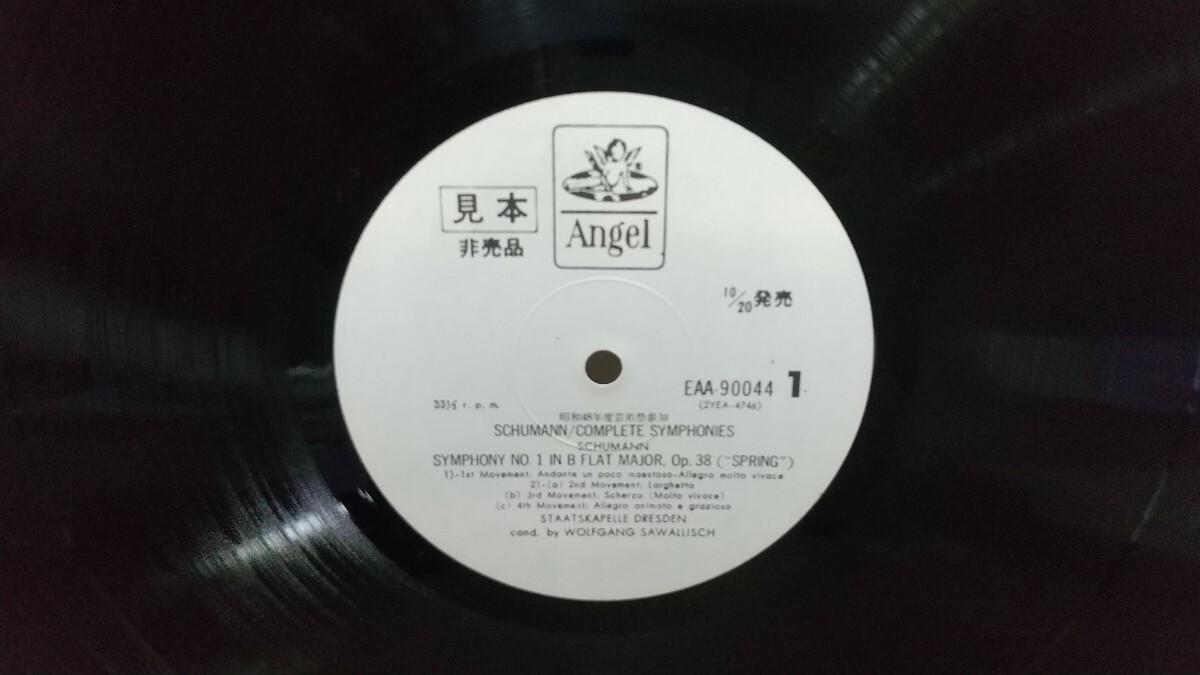 見本
非売品
Angel
10/20 発売
EAA-90044 1
(2YEA-4746)
33⅓ r. p. m.
昭和48年度芸術祭参加
SCHUMANN/COMPLETE SYMPHONIES
SCHUMANN
SYMPHONY NO. 1 IN B FLAT MAJOR, Op. 38 ("SPRING")
1)-1st Movement: Andante un poco maestoso-Allegro molto vivace
2)-(a) 2nd Movement: Larghetto
(b) 3rd Movement: Scherzo (Molto vivace)
(c) 4th Movement: Allegro animato e grazioso
STAATSKAPELLE DRESDEN
cond. by WOLFGANG SAWALLISCH